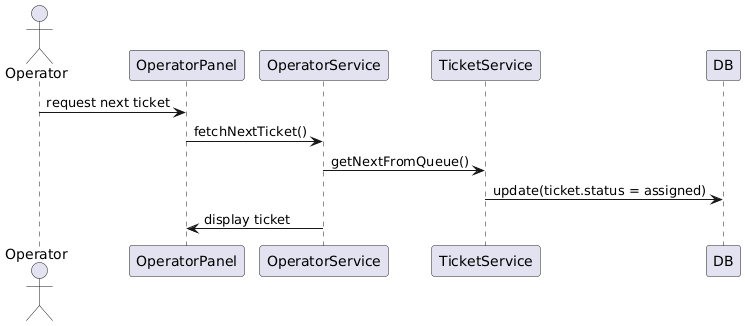 Operator
OperatorPanel
OperatorService
TicketService
DB
request next ticket
fetchNextTicket()
getNextFromQueue()
update(ticket.status = assigned)
display ticket
Operator
OperatorPanel
OperatorService
TicketService
DB